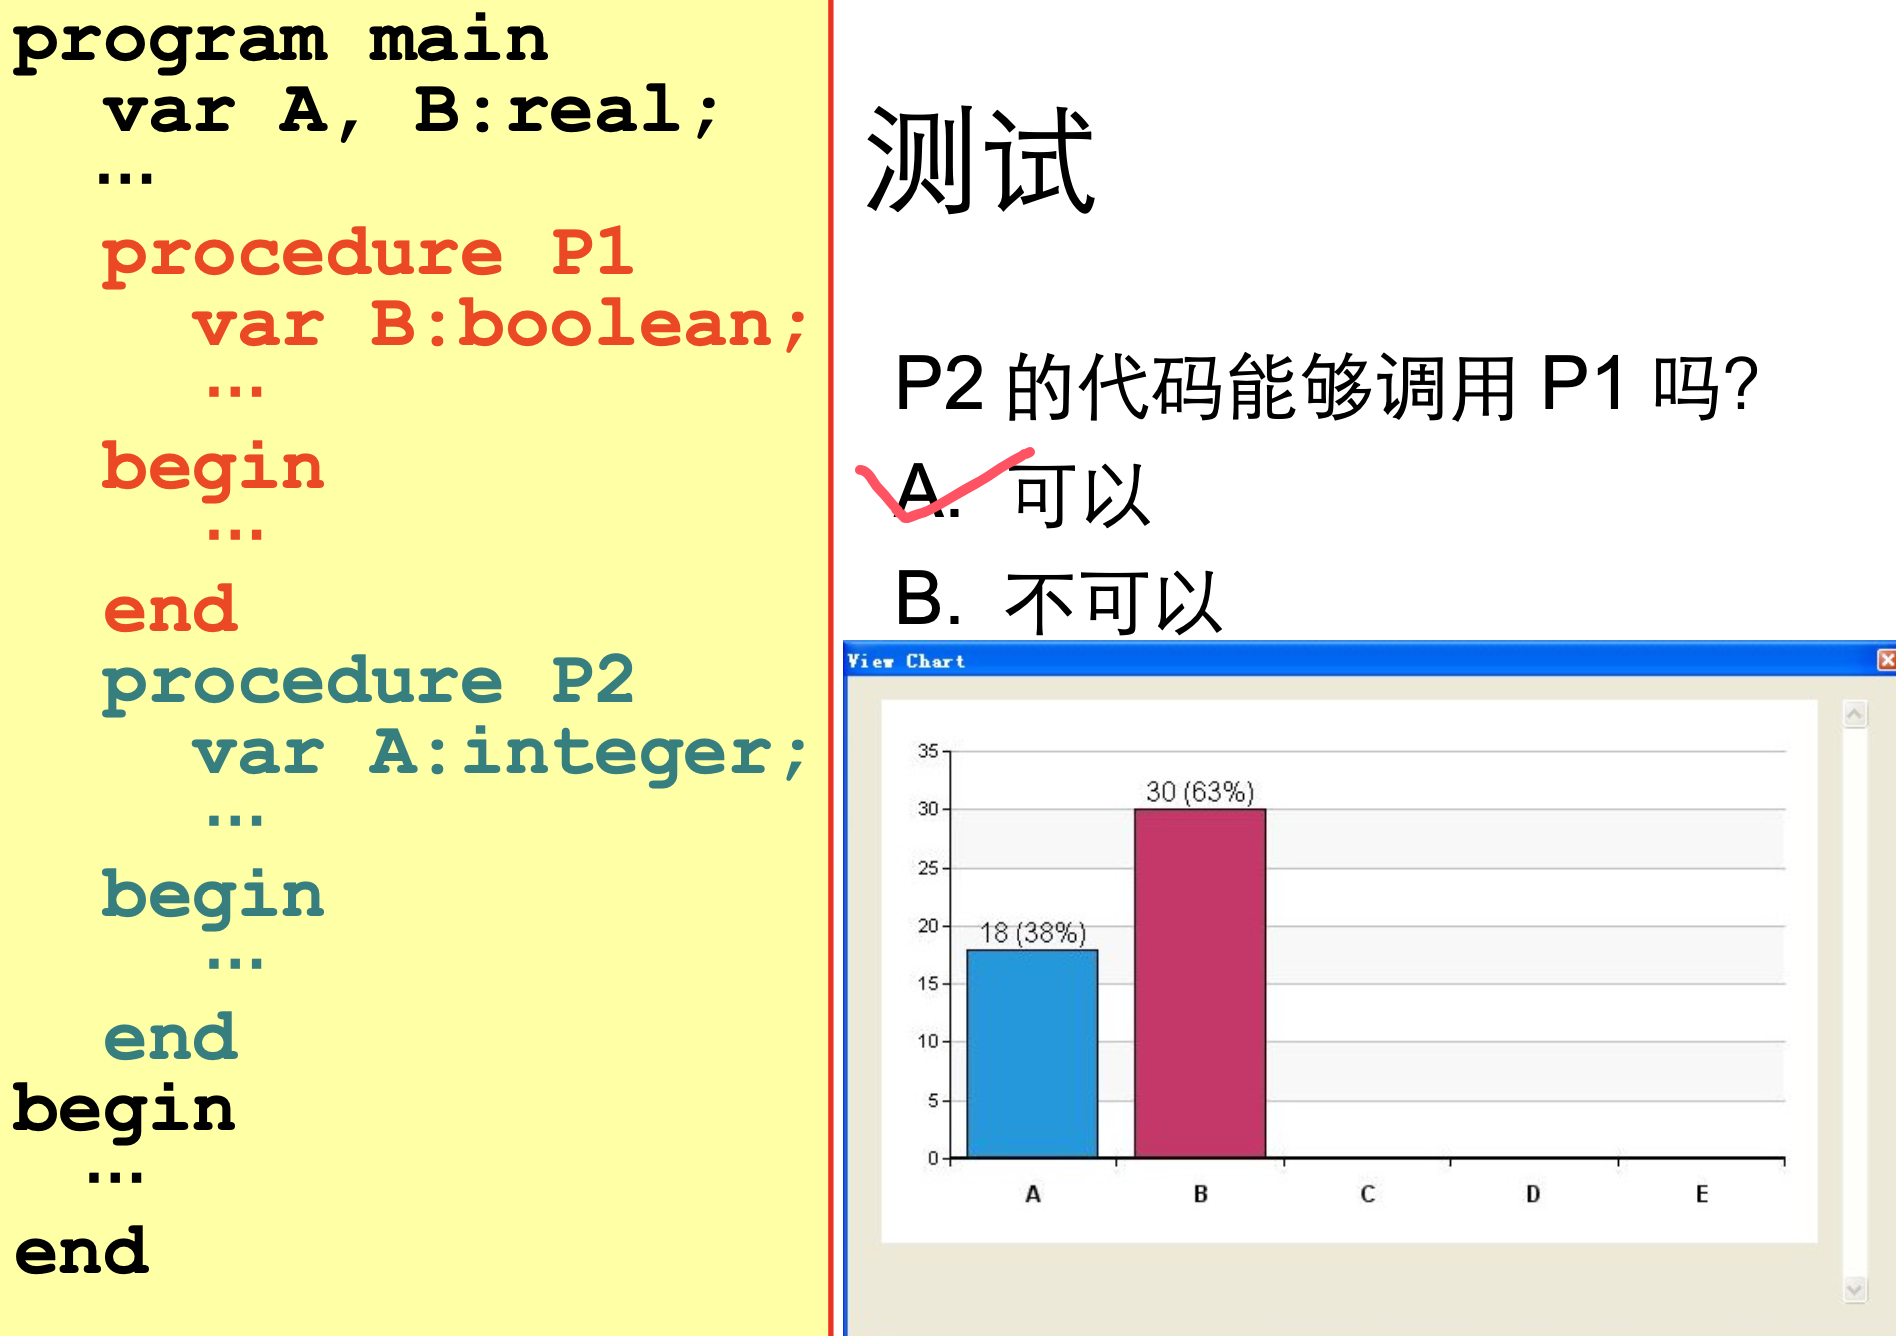 program main
var A, B:real;
…
procedure P1
var B:boolean;
…
begin
…
end
procedure P2
var A:integer;
…
begin
…
end
begin
…
end
测试
P2 的代码能够调用 P1 吗?
A. 可以
B. 不可以
View Chart
35
30
25
20
15
10
5
0
18 (38%)
30 (63%)
A B C D E